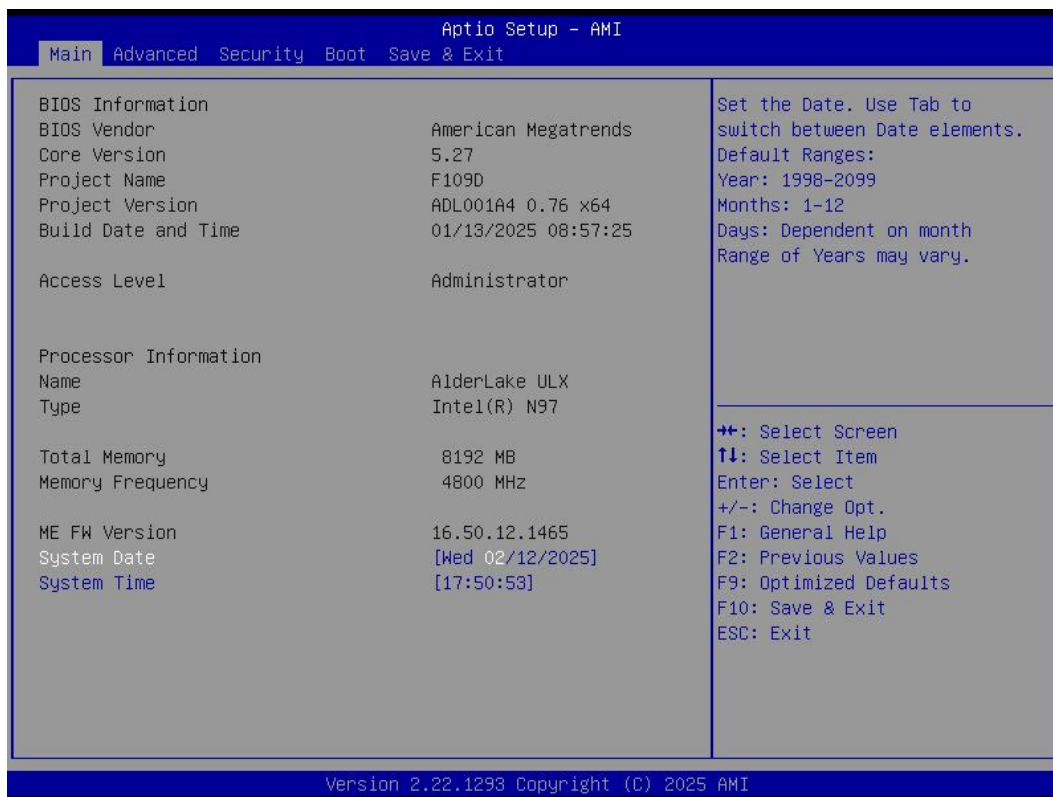 Aptio Setup – AMI
Main Advanced Security Boot Save & Exit
BIOS Information
BIOS Vendor American Megatrends
Core Version 5.27
Project Name F109D
Project Version ADL001A4 0.76 x64
Build Date and Time 01/13/2025 08:57:25
Access Level Administrator
Processor Information
Name AlderLake ULX
Type Intel(R) N97
Total Memory 8192 MB
Memory Frequency 4800 MHz
ME FW Version 16.50.12.1465
System Date [Wed 02/12/2025]
System Time [17:50:53]
Set the Date. Use Tab to
switch between Date elements.
Default Ranges:
Year: 1998-2099
Months: 1-12
Days: Dependent on month
Range of Years may vary.
→←: Select Screen
↑↓: Select Item
Enter: Select
+/-: Change Opt.
F1: General Help
F2: Previous Values
F9: Optimized Defaults
F10: Save & Exit
ESC: Exit
Version 2.22.1293 Copyright (C) 2025 AMI